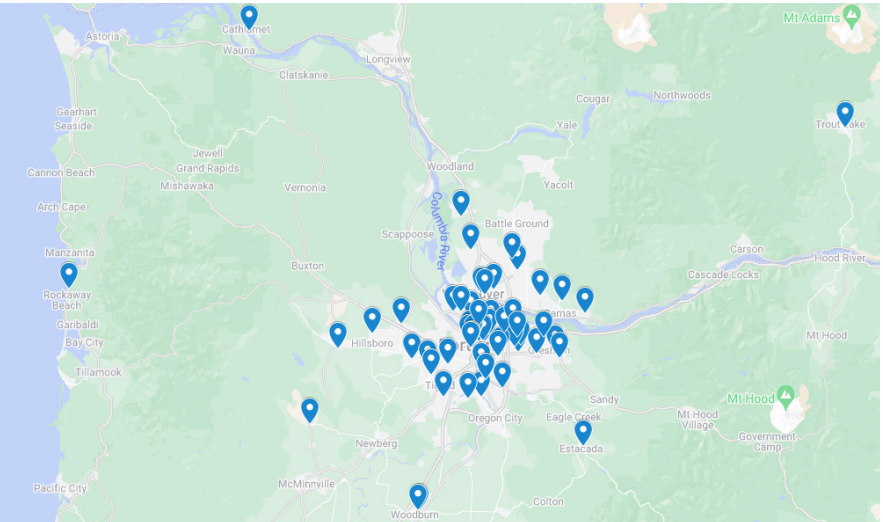 Mt Adams
Astoria
Cathlamet
Wauna
Longview
Clatskanie
Cougar
Northwoods
Gearhart
Seaside
Yale
Trout Lake
Jewell
Grand Rapids
Woodland
Cannon Beach
Mishawaka
Vernonia
Yacolt
Arch Cape
Columbia River
Battle Ground
Scappoose
Manzanita
Buxton
Carson
Hood River
Cascade Locks
Rockaway
Beach
Garibaldi
Camas
Bay City
Hillsboro
Mt Hood
Tillamook
Sandy
Mt Hood
Mt Hood
Village
Oregon City
Eagle Creek
Government
Camp
Newberg
Estacada
McMinnville
Pacific City
Colton
Woodburn